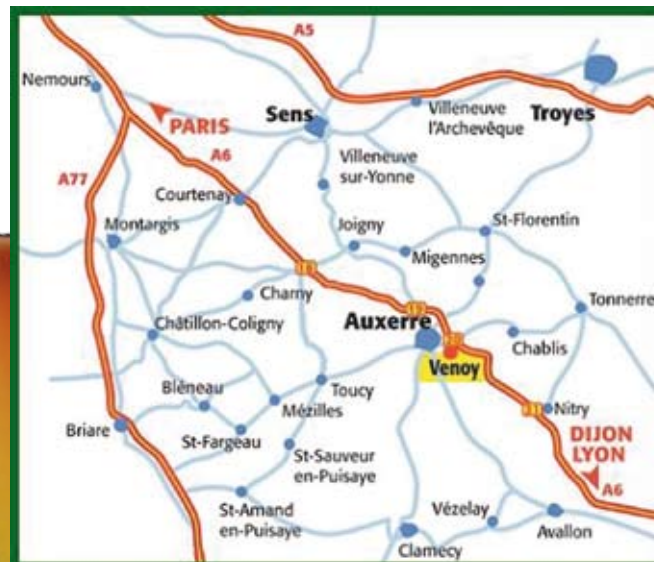 A5
Nemours
PARIS
Sens
Villeneuve
l'Archevêque
Troyes
A6
A77
Villeneuve
sur-Yonne
Courtenay
Montargis
Joigny
St-Florentin
Migennes
Charny
Tonnerre
Châtillon-Coligny
Auxerre
Chablis
Venoy
Bléneau
Toucy
Mézilles
Nitry
Briare
St-Fargeau
St-Sauveur
en-Puisaye
DIJON
LYON
A6
St-Amand
en-Puisaye
Vézelay
Avallon
Clamecy